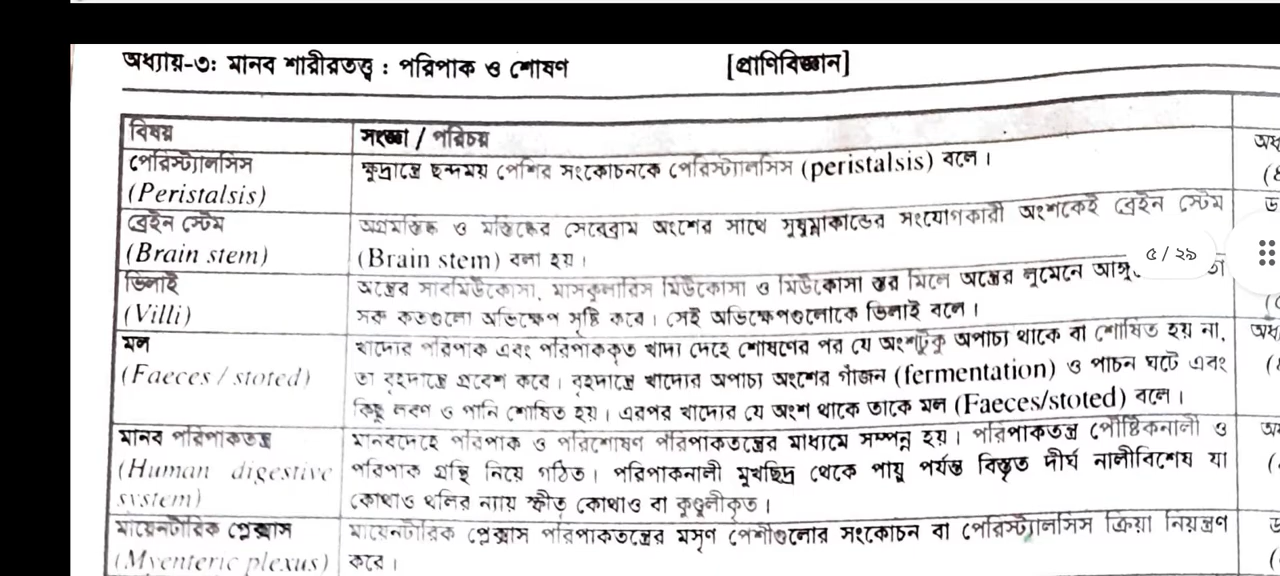 অধ্যায়-৩: মানব শারীরতত্ত্ব : পরিপাক ও শোষণ [প্রাণিবিজ্ঞান]
বিষয় সংজ্ঞা / পরিচয়
পেরিস্ট্যালসিস ক্ষুদ্রান্ত্রে ছন্দময় পেশির সংকোচনকে পেরিস্টালসিস (peristalsis) বলে।
(Peristalsis)
ব্রেইন স্টেম অগ্রমস্তিষ্ক ও মস্তিষ্কের সেরেব্রাম অংশের সাথে সুষুম্নাকান্ডের সংযোগকারী অংশকেই ব্রেইন স্টেম
(Brain stem) (Brain stem) বলা হয়।
৫ / ২৯
ভিলাই অন্ত্রের সাবমিউকোসা, মাসকুলারিস মিউকোসা ও মিউকোসা স্তর মিলে অন্ত্রের লুমেনে
(Villi) সরু কতগুলো অভিক্ষেপ সৃষ্টি করে। সেই অভিক্ষেপগুলোকে ভিলাই বলে।
মল খাদ্যের পরিপাক এবং পরিপাককৃত খাদ্য দেহে শোষণের পর যে অংশটুকু অপাচ্য থাকে বা শোষিত হয় না,
(Faeces / stoted) তা বৃহদান্ত্রে প্রবেশ করে। বৃহদান্ত্রে খাদ্যের অপাচ্য অংশের গাঁজন (fermentation) ও পাচন ঘটে এবং
কিছু লবণ ও পানি শোষিত হয়। এরপর খাদ্যের যে অংশ থাকে তাকে মল (Faeces/stoted) বলে।
মানব পরিপাকতন্ত্র মানবদেহে পরিপাক ও পরিশোষণ পরিপাকতন্ত্রের মাধ্যমে সম্পন্ন হয়। পরিপাকতন্ত্র পৌষ্টিকনালী ও
(Human digestive পরিপাক গ্রন্থি নিয়ে গঠিত। পরিপাকনালী মুখছিদ্র থেকে পায়ু পর্যন্ত বিস্তৃত দীর্ঘ নালীবিশেষ যা
system) কোথাও থলির ন্যায় স্ফীত কোথাও বা কুণ্ডলীকৃত।
মায়েনটারিক প্লেক্সাস মায়েনটারিক প্লেক্সাস পরিপাকতন্ত্রের মসৃণ পেশীগুলোর সংকোচন বা পেরিস্ট্যালসিস ক্রিয়া নিয়ন্ত্রণ
(Myenteric plexus) করে।